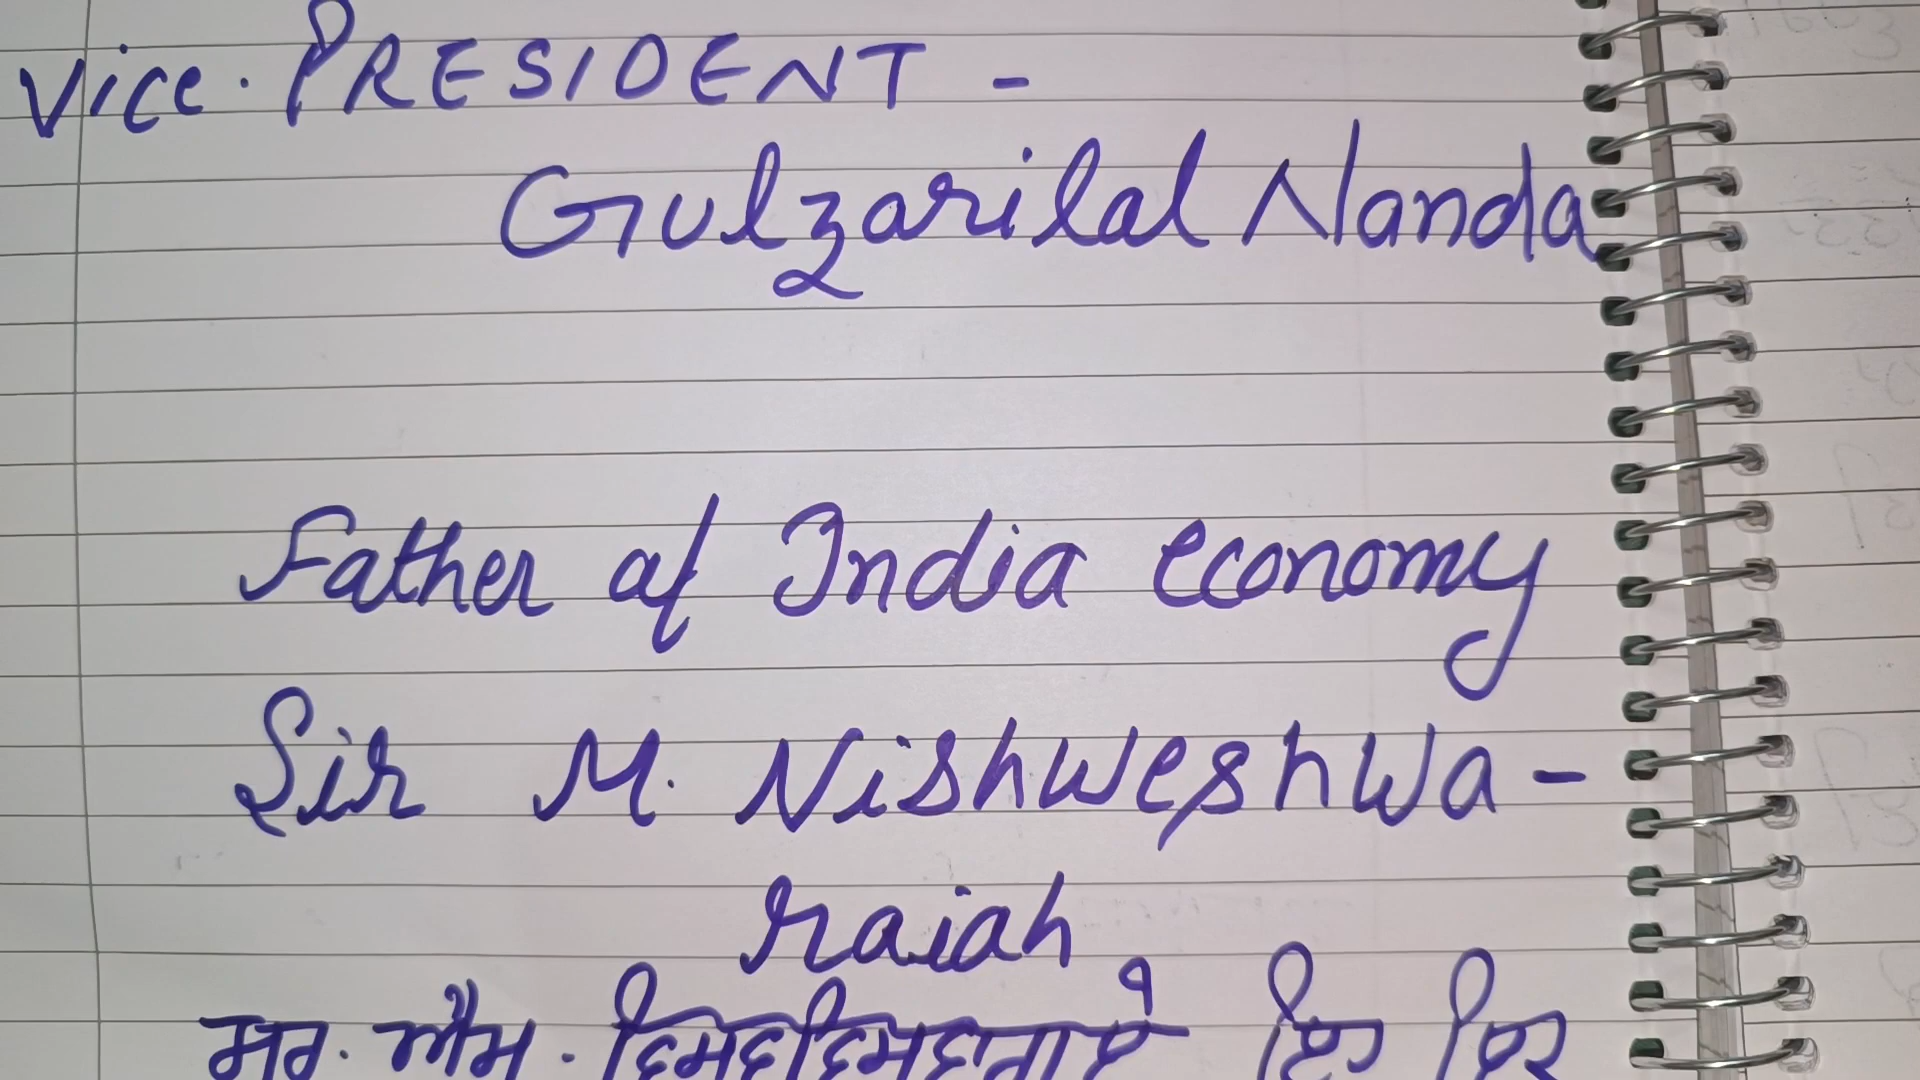 Vice. PRESIDENT -
Gulzarilal Nanda
Father of India economy
Sir M. Nishweshwa-
raiah